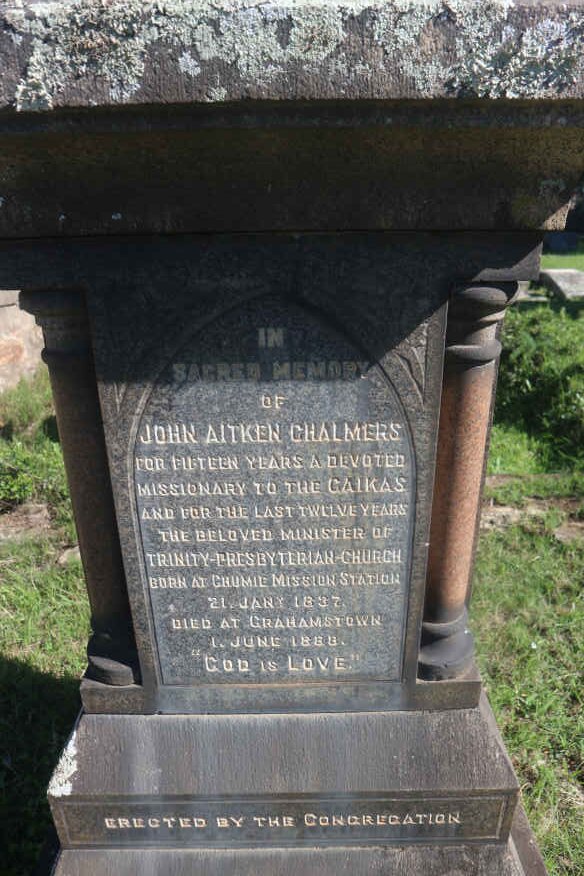 IN
SACRED MEMORY
OF
JOHN AITKEN CHALMERS
FOR FIFTEEN YEARS A DEVOTED
MISSIONARY TO THE GAIKAS
AND FOR THE LAST TWELVE YEARS
THE BELOVED MINISTER OF
TRINITY-PRESBYTERIAN-CHURCH
BORN AT CHUMIE MISSION STATION
21. JANY 1837.
DIED AT GRAHAMSTOWN
1. JUNE 1888.
"GOD IS LOVE."
ERECTED BY THE CONGREGATION